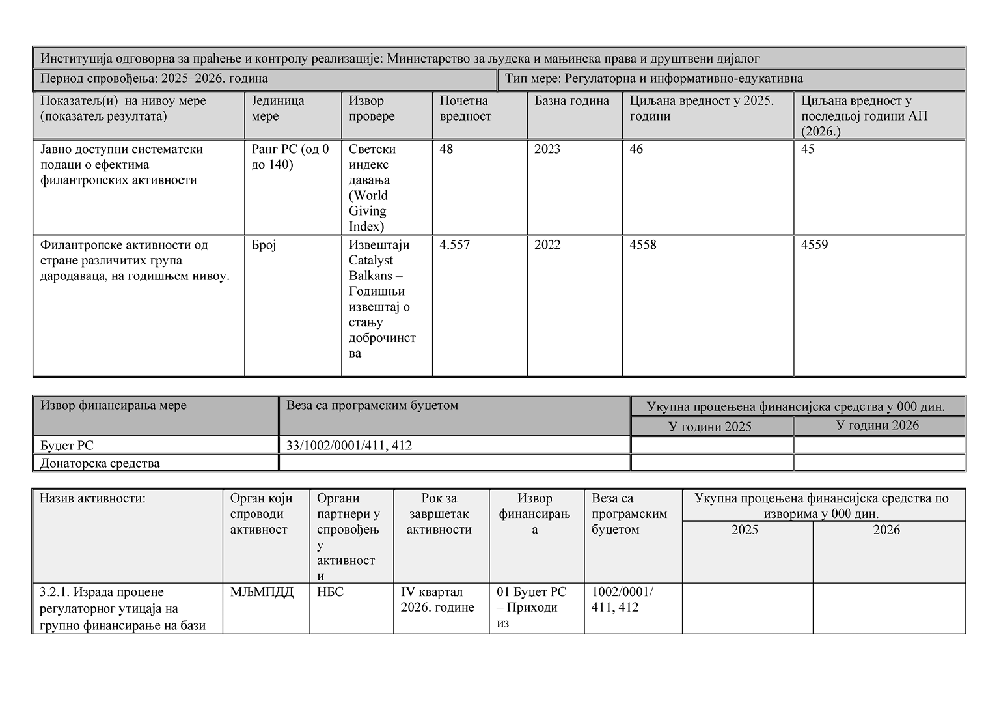 Институција одговорна за праћење и контролу реализације: Министарство за људска и мањинска права и друштвени дијалог
Период спровођења: 2025–2026. година
Тип мере: Регулаторна и информативно-едукативна
Показатељ(и) на нивоу мере
(показатељ резултата)
Јединица
мере
Извор
провере
Почетна
вредност
Базна година
Циљана вредност у 2025.
години
Циљана вредност у
последњој години АП
(2026.)
Јавно доступни систематски
подаци о ефектима
филантропских активности
Ранг РС (од 0
до 140)
Светски
индекс
давања
(World
Giving
Index)
48
2023
46
45
Филантропске активности од
стране различитих група
дародаваца, на годишњем нивоу.
Број
Извештаји
Catalyst
Balkans –
Годишњи
извештај о
стању
доброчинст
ва
4.557
2022
4558
4559
Извор финансирања мере
Веза са програмским буџетом
Укупна процењена финансијска средства у 000 дин.
У години 2025
У години 2026
Буџет РС
33/1002/0001/411, 412
Донаторска средства
Назив активности:
Орган који
спроводи
активност
Органи
партнери у
спровођењ
у
активност
и
Рок за
завршетак
активности
Извор
финансирањ
а
Веза са
програмским
буџетом
Укупна процењена финансијска средства по
изворима у 000 дин.
2025
2026
3.2.1. Израда процене
регулаторног утицаја на
групно финансирање на бази
МЉМПДД
НБС
IV квартал
2026. године
01 Буџет РС
– Приходи
из
1002/0001/
411, 412